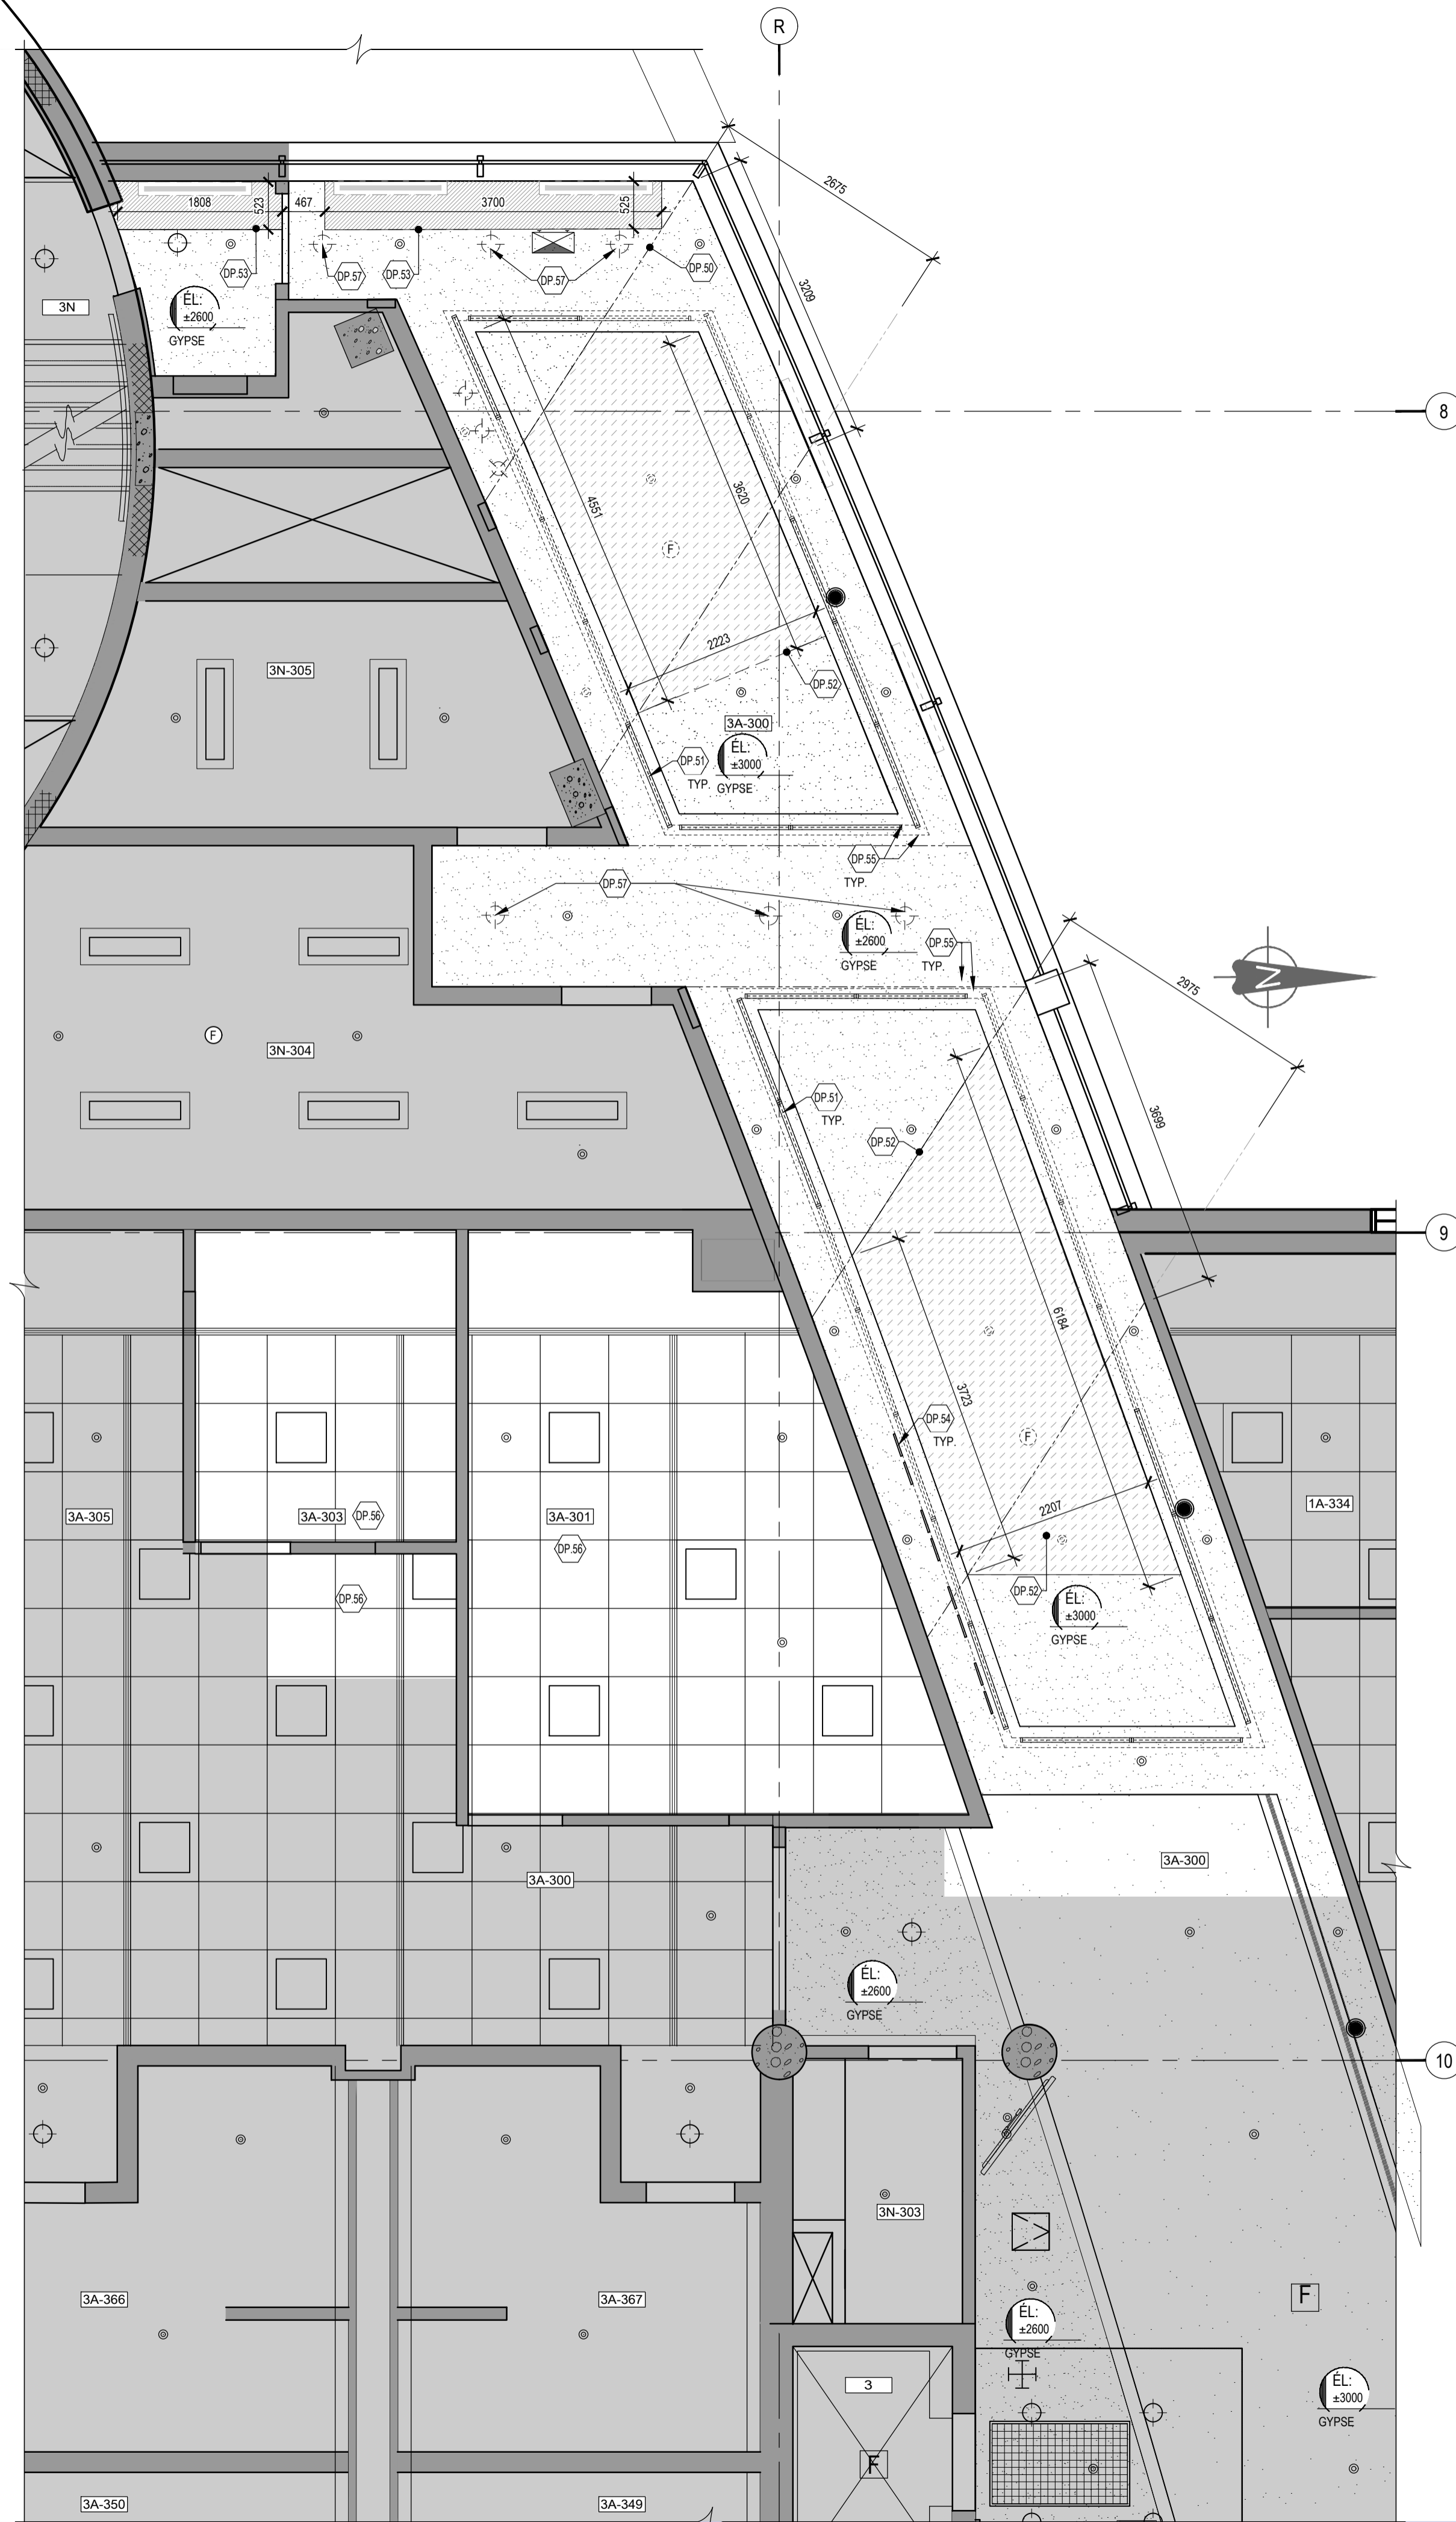 R
2675
1808
523
467
3700
525
3209
DP.53
DP.57
DP.53
DP.57
DP.50
3N
ÉL:
±2600
GYPSE
8
4551
3620
F
2223
DP.52
3N-305
3A-300
DP.51
TYP.
ÉL:
±3000
GYPSE
DP.55
TYP.
DP.57
ÉL:
±2600
GYPSE
DP.55
TYP.
N
2975
F
3N-304
DP.51
TYP.
DP.52
3699
9
6184
3723
DP.54
TYP.
F
2207
3A-305
3A-303
DP.56
3A-301
DP.56
1A-334
DP.56
DP.52
ÉL:
±3000
GYPSE
3A-300
3A-300
ÉL:
±2600
GYPSE
10
3N-303
3A-366
3A-367
F
ÉL:
±2600
GYPSE
3
ÉL:
±3000
GYPSE
F
3A-350
3A-349